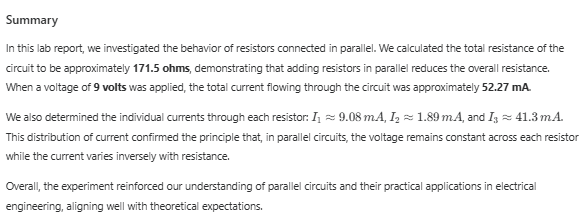 Summary
In this lab report, we investigated the behavior of resistors connected in parallel. We calculated the total resistance of the
circuit to be approximately 171.5 ohms, demonstrating that adding resistors in parallel reduces the overall resistance.
When a voltage of 9 volts was applied, the total current flowing through the circuit was approximately 52.27 mA.
We also determined the individual currents through each resistor: I₁ ≈ 9.08 mA, I₂ ≈ 1.89 mA, and I₃ ≈ 41.3 mA.
This distribution of current confirmed the principle that, in parallel circuits, the voltage remains constant across each resistor
while the current varies inversely with resistance.
Overall, the experiment reinforced our understanding of parallel circuits and their practical applications in electrical
engineering, aligning well with theoretical expectations.